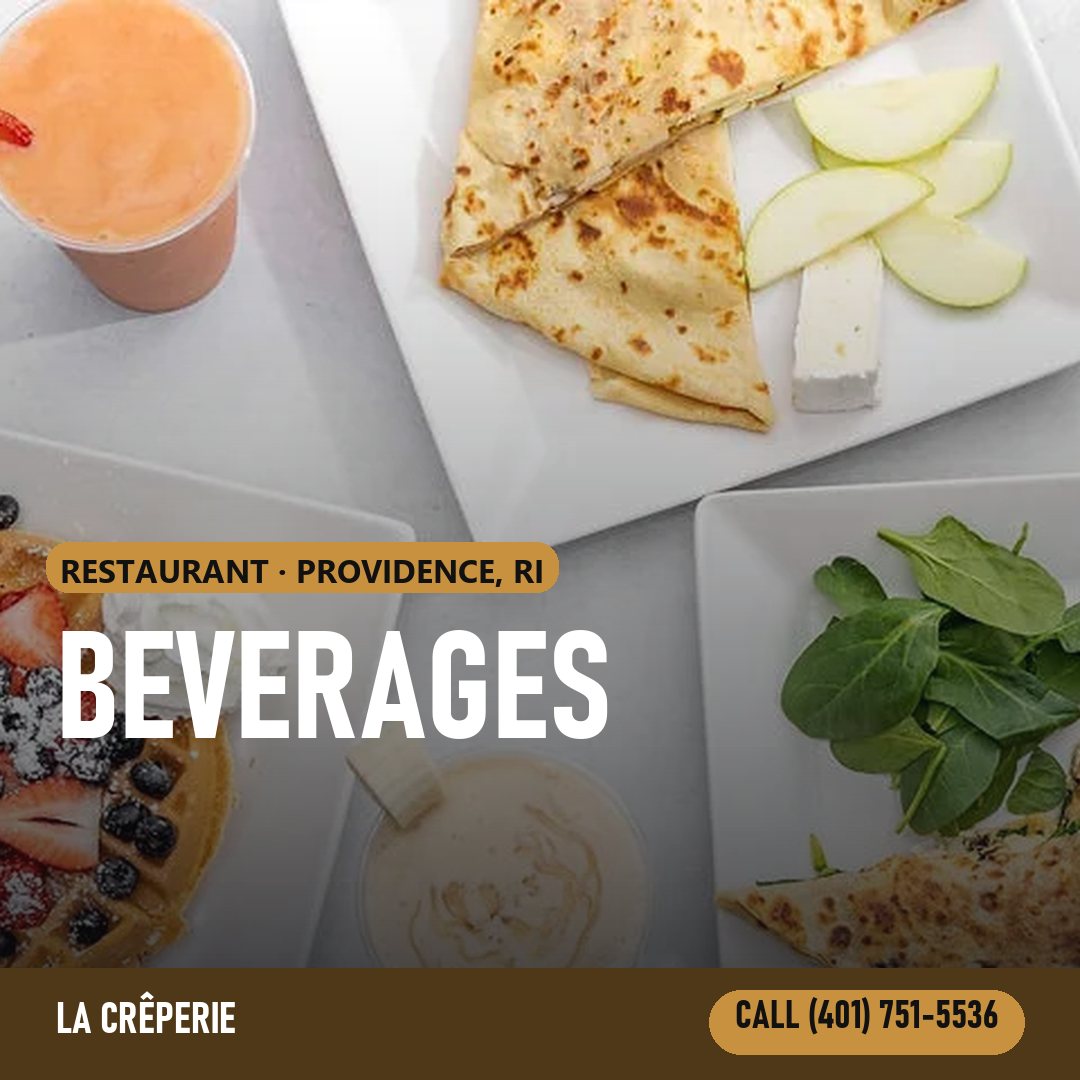 RESTAURANT · PROVIDENCE, RI
BEVERAGES
LA CRÊPERIE
CALL (401) 751-5536